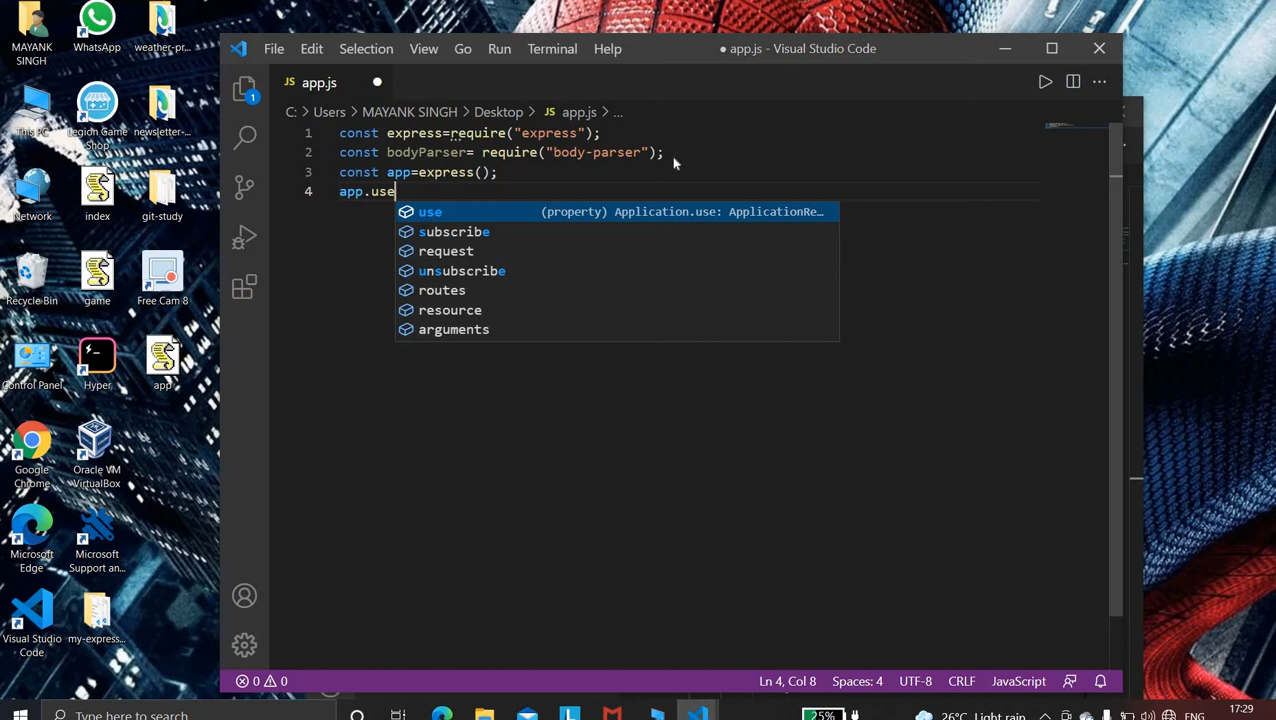 MAYANK SINGH
WhatsApp
weather-pr...
This PC
Legion Game Shop
newsletter-...
Network
index
git-study
Recycle Bin
game
Free Cam 8
Control Panel
Hyper
app
Google Chrome
Oracle VM VirtualBox
Microsoft Edge
Microsoft Support an...
Visual Studio Code
my-express...
File Edit Selection View Go Run Terminal Help
● app.js - Visual Studio Code
JS app.js
1
C: > Users > MAYANK SINGH > Desktop > JS app.js > ...
1 const express=require("express");
2 const bodyParser= require("body-parser");
3 const app=express();
4 app.use
use (property) Application.use: ApplicationRe…
subscribe
request
unsubscribe
routes
resource
arguments
0 0
Ln 4, Col 8 Spaces: 4 UTF-8 CRLF JavaScript
17:29
Type here to search
25%
26°C Light rain
ENG